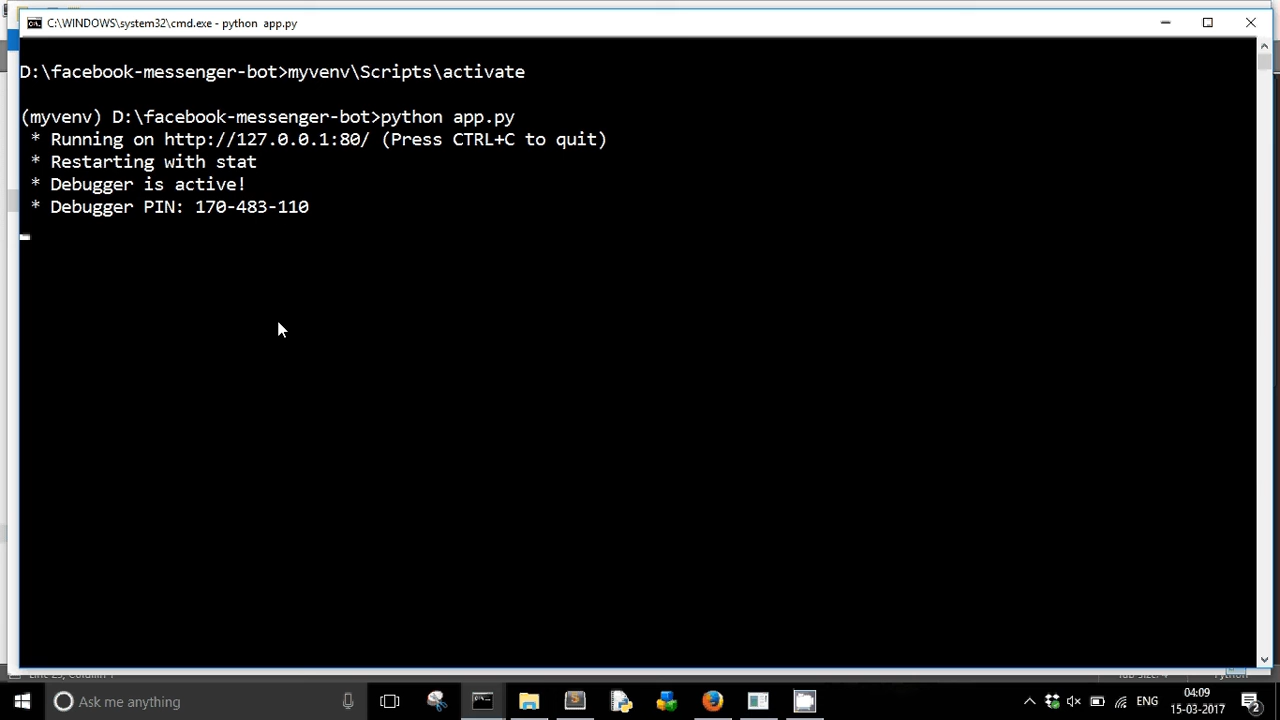 C:\WINDOWS\system32\cmd.exe - python  app.py
D:\facebook-messenger-bot>myvenv\Scripts\activate
(myvenv) D:\facebook-messenger-bot>python app.py
 * Running on http://127.0.0.1:80/ (Press CTRL+C to quit)
 * Restarting with stat
 * Debugger is active!
 * Debugger PIN: 170-483-110
Ask me anything
ENG
04:09
15-03-2017
2